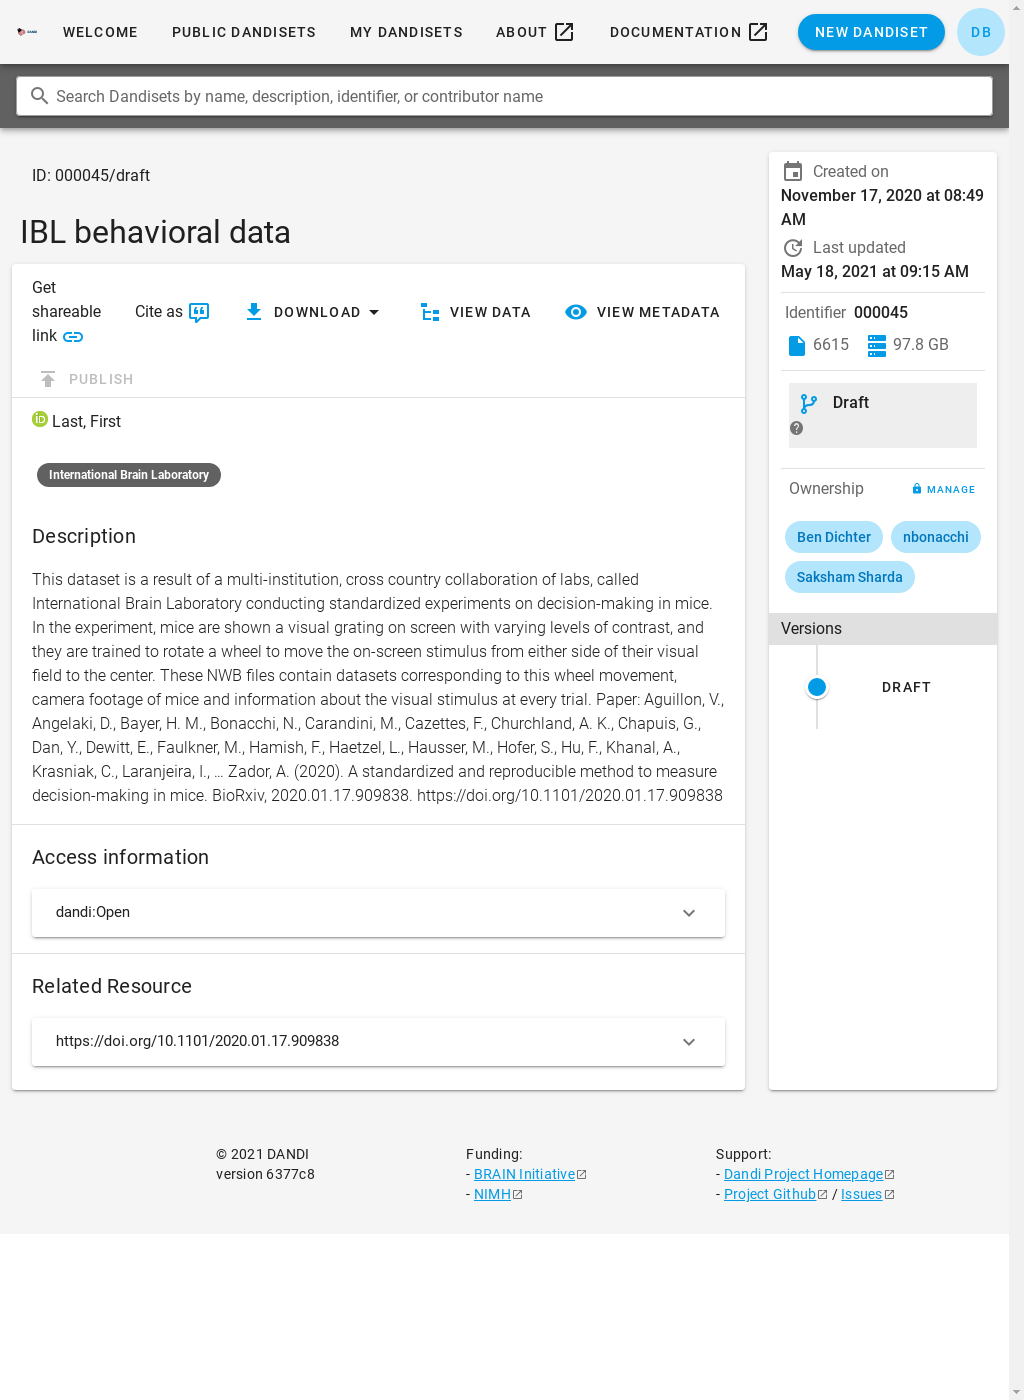 WELCOME PUBLIC DANDISETS MY DANDISETS ABOUT DOCUMENTATION NEW DANDISET DB
Search Dandisets by name, description, identifier, or contributor name
ID: 000045/draft
IBL behavioral data
Get
shareable
link
Cite as
DOWNLOAD
VIEW DATA
VIEW METADATA
PUBLISH
Last, First
International Brain Laboratory
Description
This dataset is a result of a multi-institution, cross country collaboration of labs, called
International Brain Laboratory conducting standardized experiments on decision-making in mice.
In the experiment, mice are shown a visual grating on screen with varying levels of contrast, and
they are trained to rotate a wheel to move the on-screen stimulus from either side of their visual
field to the center. These NWB files contain datasets corresponding to this wheel movement,
camera footage of mice and information about the visual stimulus at every trial. Paper: Aguillon, V.,
Angelaki, D., Bayer, H. M., Bonacchi, N., Carandini, M., Cazettes, F., Churchland, A. K., Chapuis, G.,
Dan, Y., Dewitt, E., Faulkner, M., Hamish, F., Haetzel, L., Hausser, M., Hofer, S., Hu, F., Khanal, A.,
Krasniak, C., Laranjeira, I., … Zador, A. (2020). A standardized and reproducible method to measure
decision-making in mice. BioRxiv, 2020.01.17.909838. https://doi.org/10.1101/2020.01.17.909838
Access information
dandi:Open
Related Resource
https://doi.org/10.1101/2020.01.17.909838
Created on
November 17, 2020 at 08:49
AM
Last updated
May 18, 2021 at 09:15 AM
Identifier 000045
6615 97.8 GB
Draft
Ownership MANAGE
Ben Dichter nbonacchi
Saksham Sharda
Versions
DRAFT
© 2021 DANDI
version 6377c8
Funding:
- BRAIN Initiative
- NIMH
Support:
- Dandi Project Homepage
- Project Github / Issues